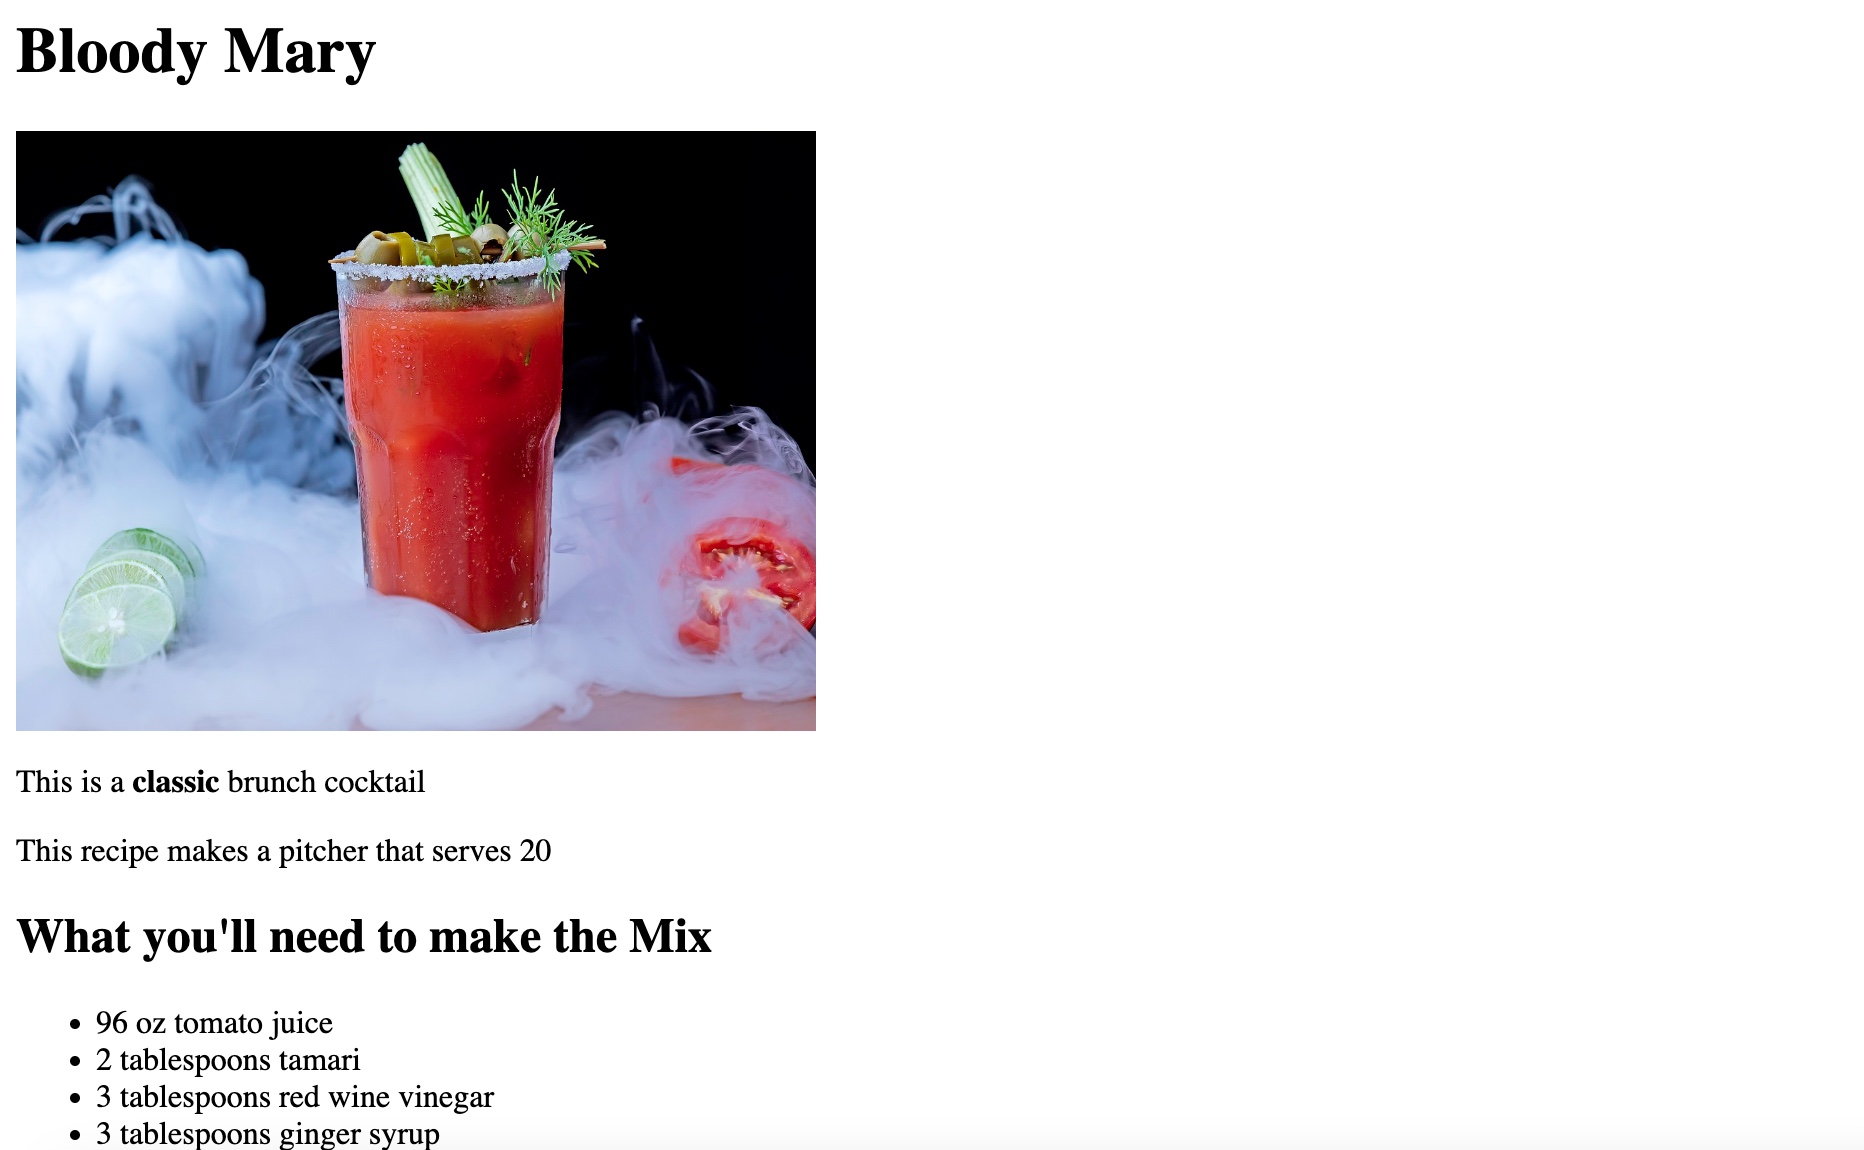 Bloody Mary
This is a classic brunch cocktail
This recipe makes a pitcher that serves 20
What you'll need to make the Mix
96 oz tomato juice
2 tablespoons tamari
3 tablespoons red wine vinegar
3 tablespoons ginger syrup